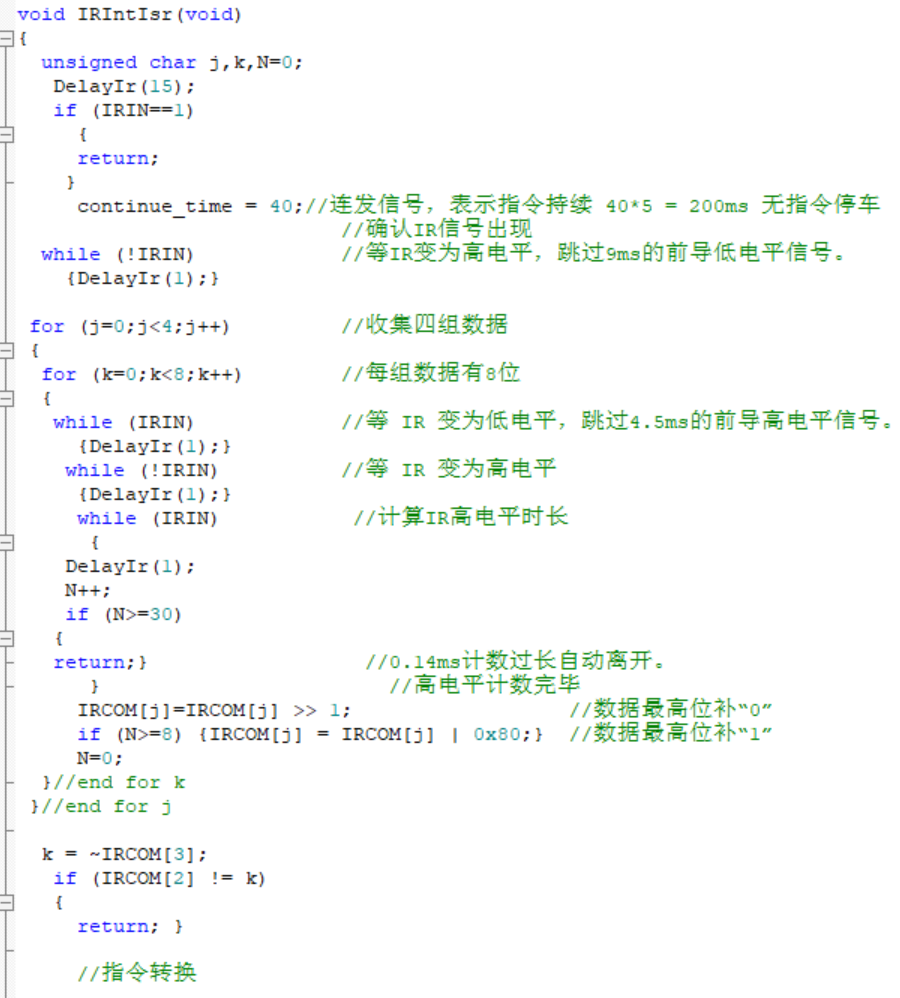 void IRIntIsr(void)
{
unsigned char j,k,N=0;
DelayIr(15);
if (IRIN==1)
{
return;
}
continue_time = 40;//连发信号，表示指令持续 40*5 = 200ms 无指令停车
//确认IR信号出现
while (!IRIN) //等IR变为高电平，跳过9ms的前导低电平信号。
{DelayIr(1);}
for (j=0;j<4;j++) //收集四组数据
{
for (k=0;k<8;k++) //每组数据有8位
{
while (IRIN) //等 IR 变为低电平，跳过4.5ms的前导高电平信号。
{DelayIr(1);}
while (!IRIN) //等 IR 变为高电平
{DelayIr(1);}
while (IRIN) //计算IR高电平时长
{
DelayIr(1);
N++;
if (N>=30)
{
return;} //0.14ms计数过长自动离开。
} //高电平计数完毕
IRCOM[j]=IRCOM[j] >> 1; //数据最高位补“0”
if (N>=8) {IRCOM[j] = IRCOM[j] | 0x80;} //数据最高位补“1”
N=0;
}//end for k
}//end for j
k = ~IRCOM[3];
if (IRCOM[2] != k)
{
return; }
//指令转换